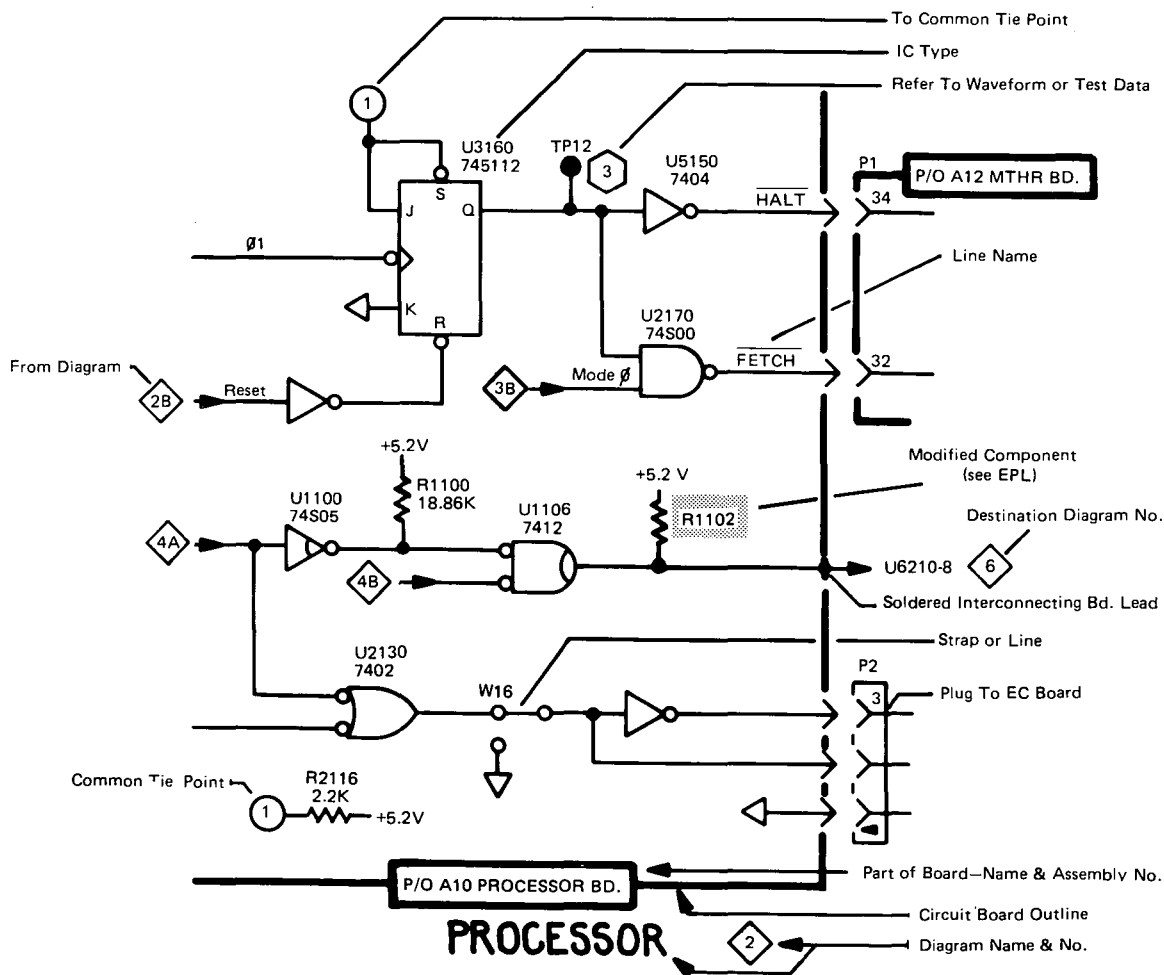 To Common Tie Point
IC Type
Refer To Waveform or Test Data
1
U3160
745112
TP12
3
U5150
7404
P1
P/O A12 MTHR BD.
S
J
Q
HALT
34
Ø1
Line Name
K
R
U2170
74S00
From Diagram
2B
Reset
3B
Mode Ø
FETCH
32
+5.2V
R1100
18.86K
+5.2 V
R1102
Modified Component
(see EPL)
U1100
74S05
U1106
7412
Destination Diagram No.
4A
4B
U6210-8
6
Soldered Interconnecting Bd. Lead
Strap or Line
U2130
7402
W16
P2
3
Plug To EC Board
Common Tie Point
1
R2116
2.2K
+5.2V
P/O A10 PROCESSOR BD.
Part of Board—Name & Assembly No.
Circuit Board Outline
PROCESSOR
2
Diagram Name & No.